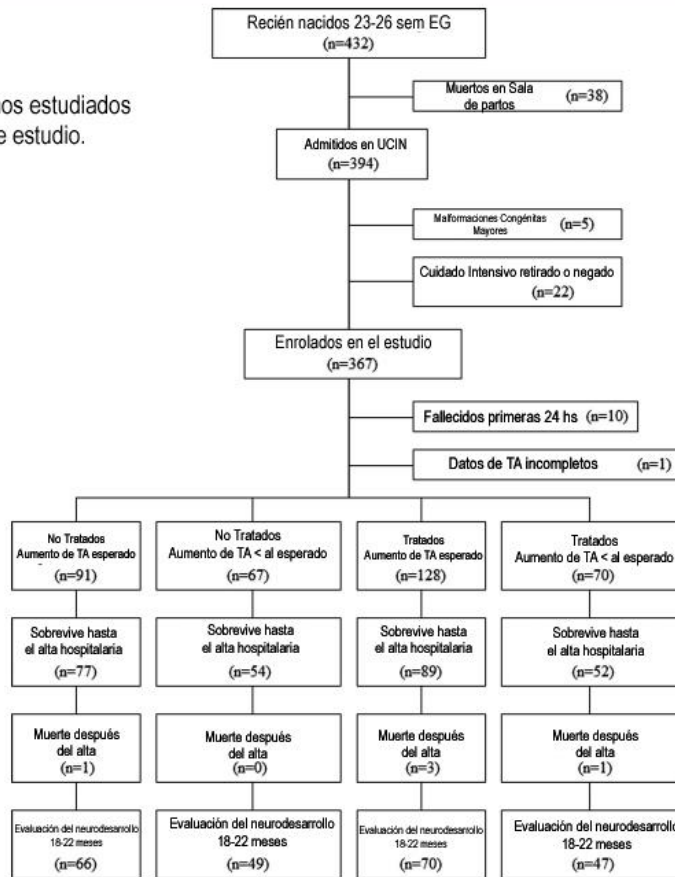 Recién nacidos 23-26 sem EG
(n=432)
Muertos en Sala
de partos (n=38)
os estudiados
e estudio.
Admitidos en UCIN
(n=394)
Malformaciones Congénitas
Mayores (n=5)
Cuidado Intensivo retirado o negado
(n=22)
Enrolados en el estudio
(n=367)
Fallecidos primeras 24 hs (n=10)
Datos de TA incompletos (n=1)
No Tratados
Aumento de TA esperado
(n=91)
No Tratados
Aumento de TA < al esperado
(n=67)
Tratados
Aumento de TA esperado
(n=128)
Tratados
Aumento de TA < al esperado
(n=70)
Sobrevive hasta
el alta hospitalaria
(n=77)
Sobrevive hasta
el alta hospitalaria
(n=54)
Sobrevive hasta
el alta hospitalaria
(n=89)
Sobrevive hasta
el alta hospitalaria
(n=52)
Muerte después
del alta
(n=1)
Muerte después
del alta
(n=0)
Muerte después
del alta
(n=3)
Muerte después
del alta
(n=1)
Evaluación del neurodesarrollo
18-22 meses
(n=66)
Evaluación del neurodesarrollo
18-22 meses
(n=49)
Evaluación del neurodesarrollo
18-22 meses
(n=70)
Evaluación del neurodesarrollo
18-22 meses
(n=47)